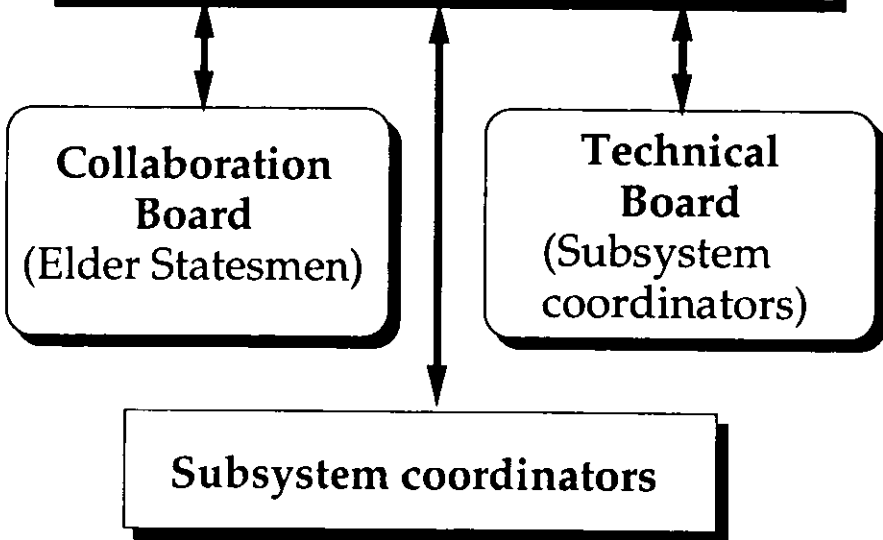 Collaboration
Board
(Elder Statesmen)
Technical
Board
(Subsystem
coordinators)
Subsystem coordinators